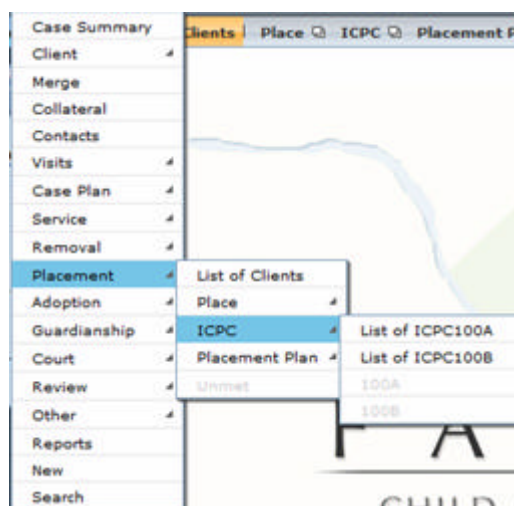 Case Summary
Client
Merge
Collateral
Contacts
Visits
Case Plan
Service
Removal
Placement
Adoption
Guardianship
Court
Review
Other
Reports
New
Search
Clients Place ICPC Placement P
List of Clients
Place
ICPC
Placement Plan
Unmet
List of ICPC100A
List of ICPC100B
100A
100B
FA
CHILD